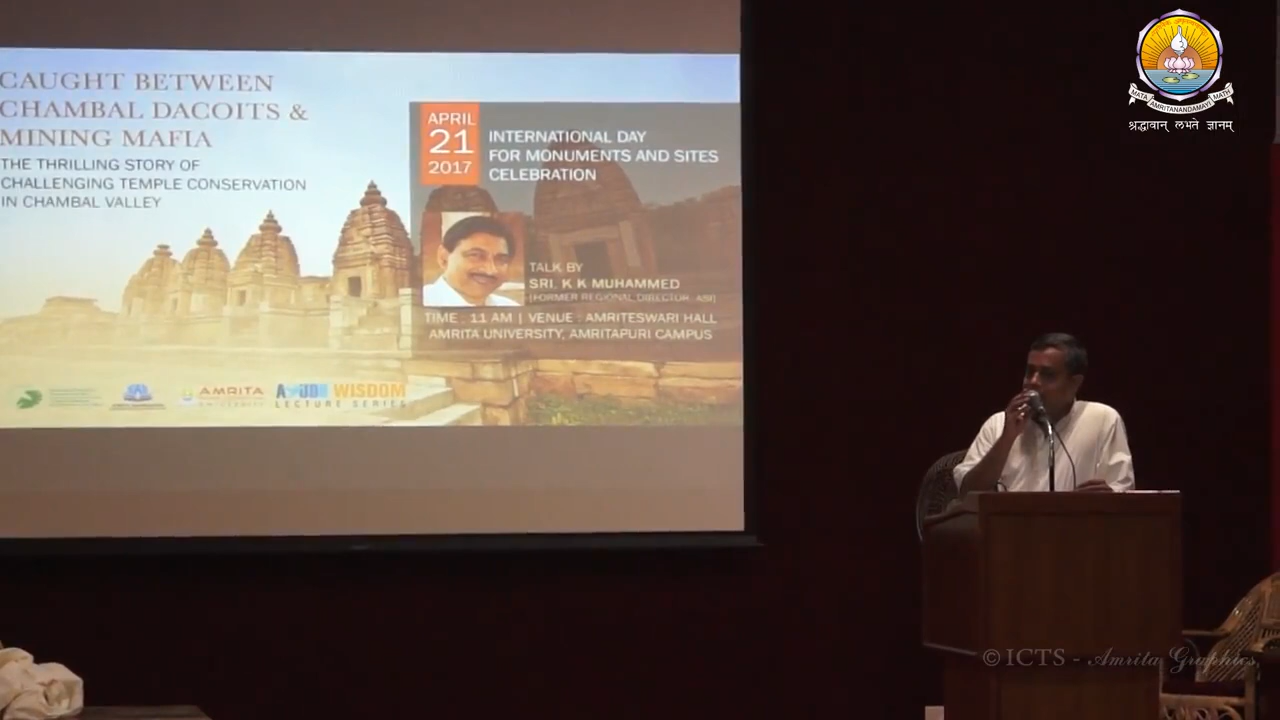 CAUGHT BETWEEN
CHAMBAL DACOITS &
MINING MAFIA
THE THRILLING STORY OF
CHALLENGING TEMPLE CONSERVATION
IN CHAMBAL VALLEY
APRIL
21
2017
INTERNATIONAL DAY
FOR MONUMENTS AND SITES
CELEBRATION
TALK BY
SRI. K K MUHAMMED
(FORMER REGIONAL DIRECTOR, ASI)
TIME : 11 AM | VENUE : AMRITESWARI HALL
AMRITA UNIVERSITY, AMRITAPURI CAMPUS
AMRITA
UNIVERSITY
WISDOM
LECTURE SERIES
MATA AMRITANANDAMAYI MATH
श्रद्धावान् लभते ज्ञानम्
© ICTS - Amrita Graphics